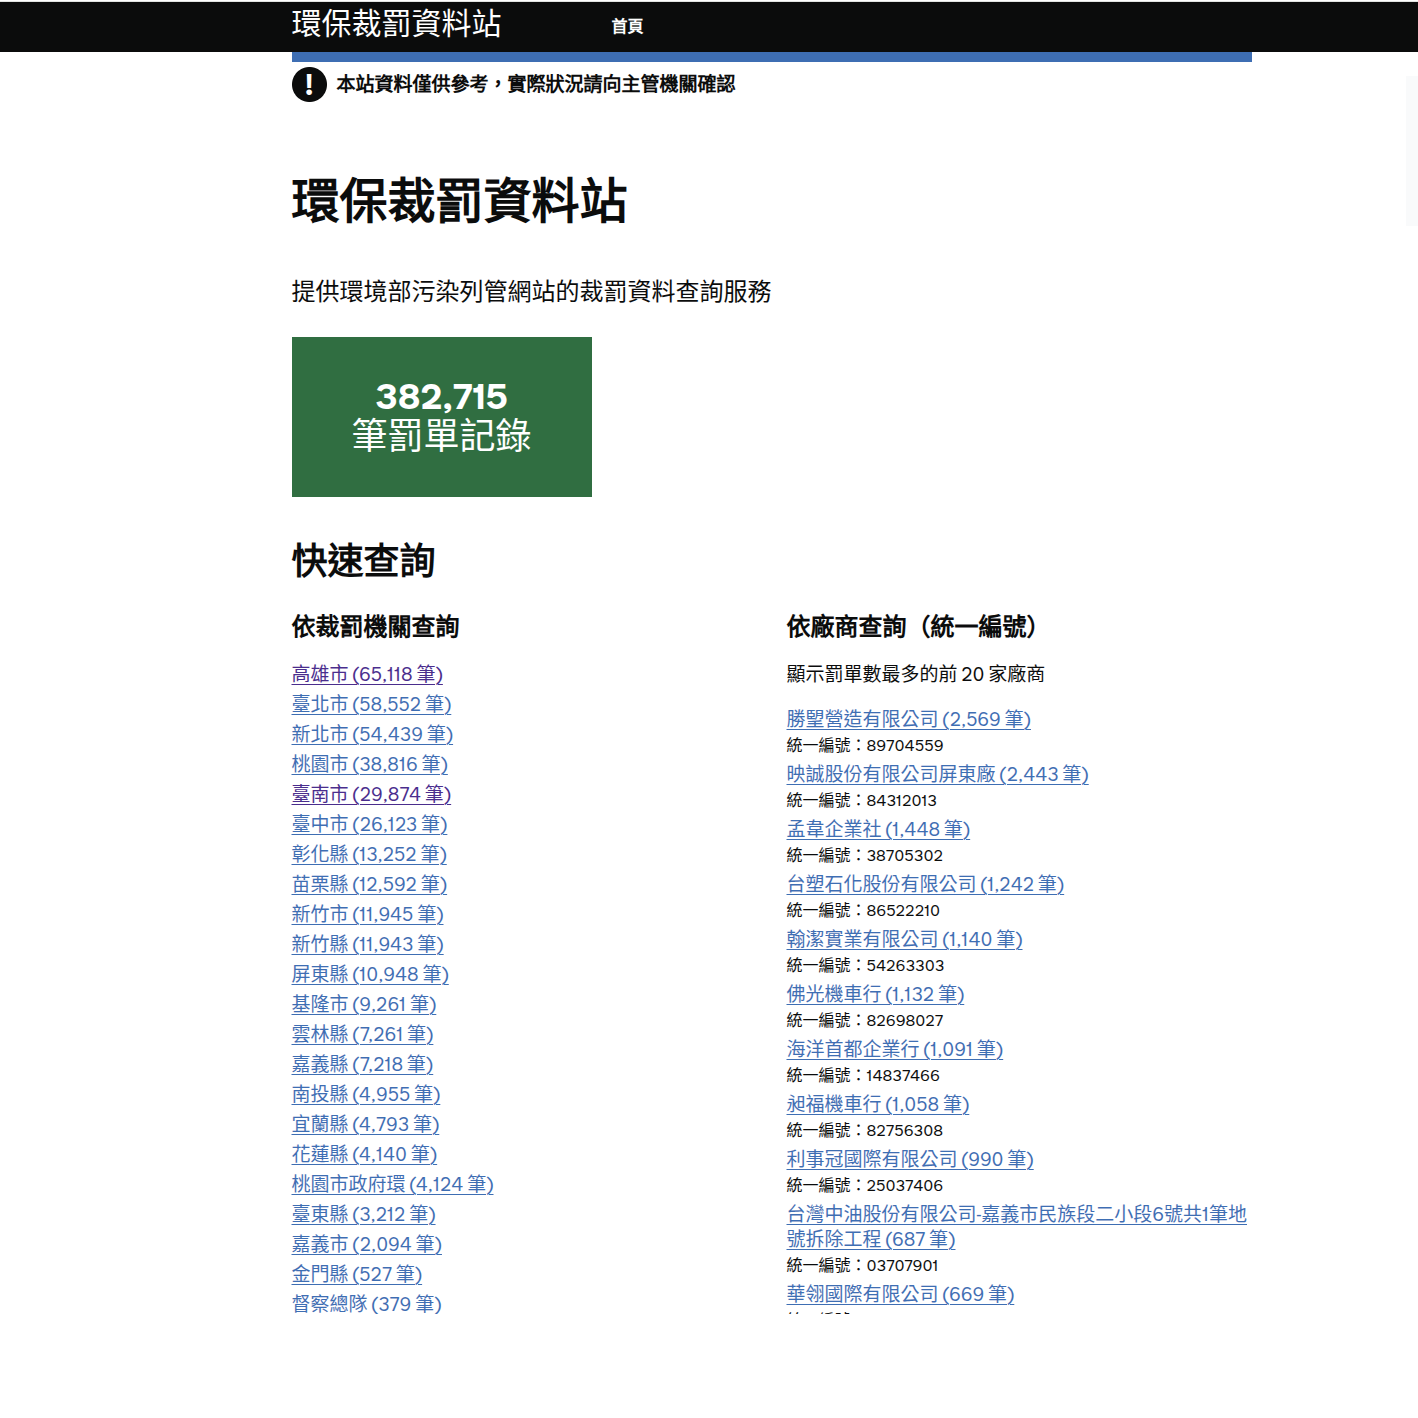 環保裁罰資料站
首頁
! 本站資料僅供參考，實際狀況請向主管機關確認
環保裁罰資料站
提供環境部污染列管網站的裁罰資料查詢服務
382,715
筆罰單記錄
快速查詢
依裁罰機關查詢
高雄市 (65,118 筆)
臺北市 (58,552 筆)
新北市 (54,439 筆)
桃園市 (38,816 筆)
臺南市 (29,874 筆)
臺中市 (26,123 筆)
彰化縣 (13,252 筆)
苗栗縣 (12,592 筆)
新竹市 (11,945 筆)
新竹縣 (11,943 筆)
屏東縣 (10,948 筆)
基隆市 (9,261 筆)
雲林縣 (7,261 筆)
嘉義縣 (7,218 筆)
南投縣 (4,955 筆)
宜蘭縣 (4,793 筆)
花蓮縣 (4,140 筆)
桃園市政府環 (4,124 筆)
臺東縣 (3,212 筆)
嘉義市 (2,094 筆)
金門縣 (527 筆)
督察總隊 (379 筆)
依廠商查詢（統一編號）
顯示罰單數最多的前 20 家廠商
勝塱營造有限公司 (2,569 筆)
統一編號：89704559
映誠股份有限公司屏東廠 (2,443 筆)
統一編號：84312013
孟韋企業社 (1,448 筆)
統一編號：38705302
台塑石化股份有限公司 (1,242 筆)
統一編號：86522210
翰潔實業有限公司 (1,140 筆)
統一編號：54263303
佛光機車行 (1,132 筆)
統一編號：82698027
海洋首都企業行 (1,091 筆)
統一編號：14837466
昶福機車行 (1,058 筆)
統一編號：82756308
利事冠國際有限公司 (990 筆)
統一編號：25037406
台灣中油股份有限公司-嘉義市民族段二小段6號共1筆地
號拆除工程 (687 筆)
統一編號：03707901
華翎國際有限公司 (669 筆)